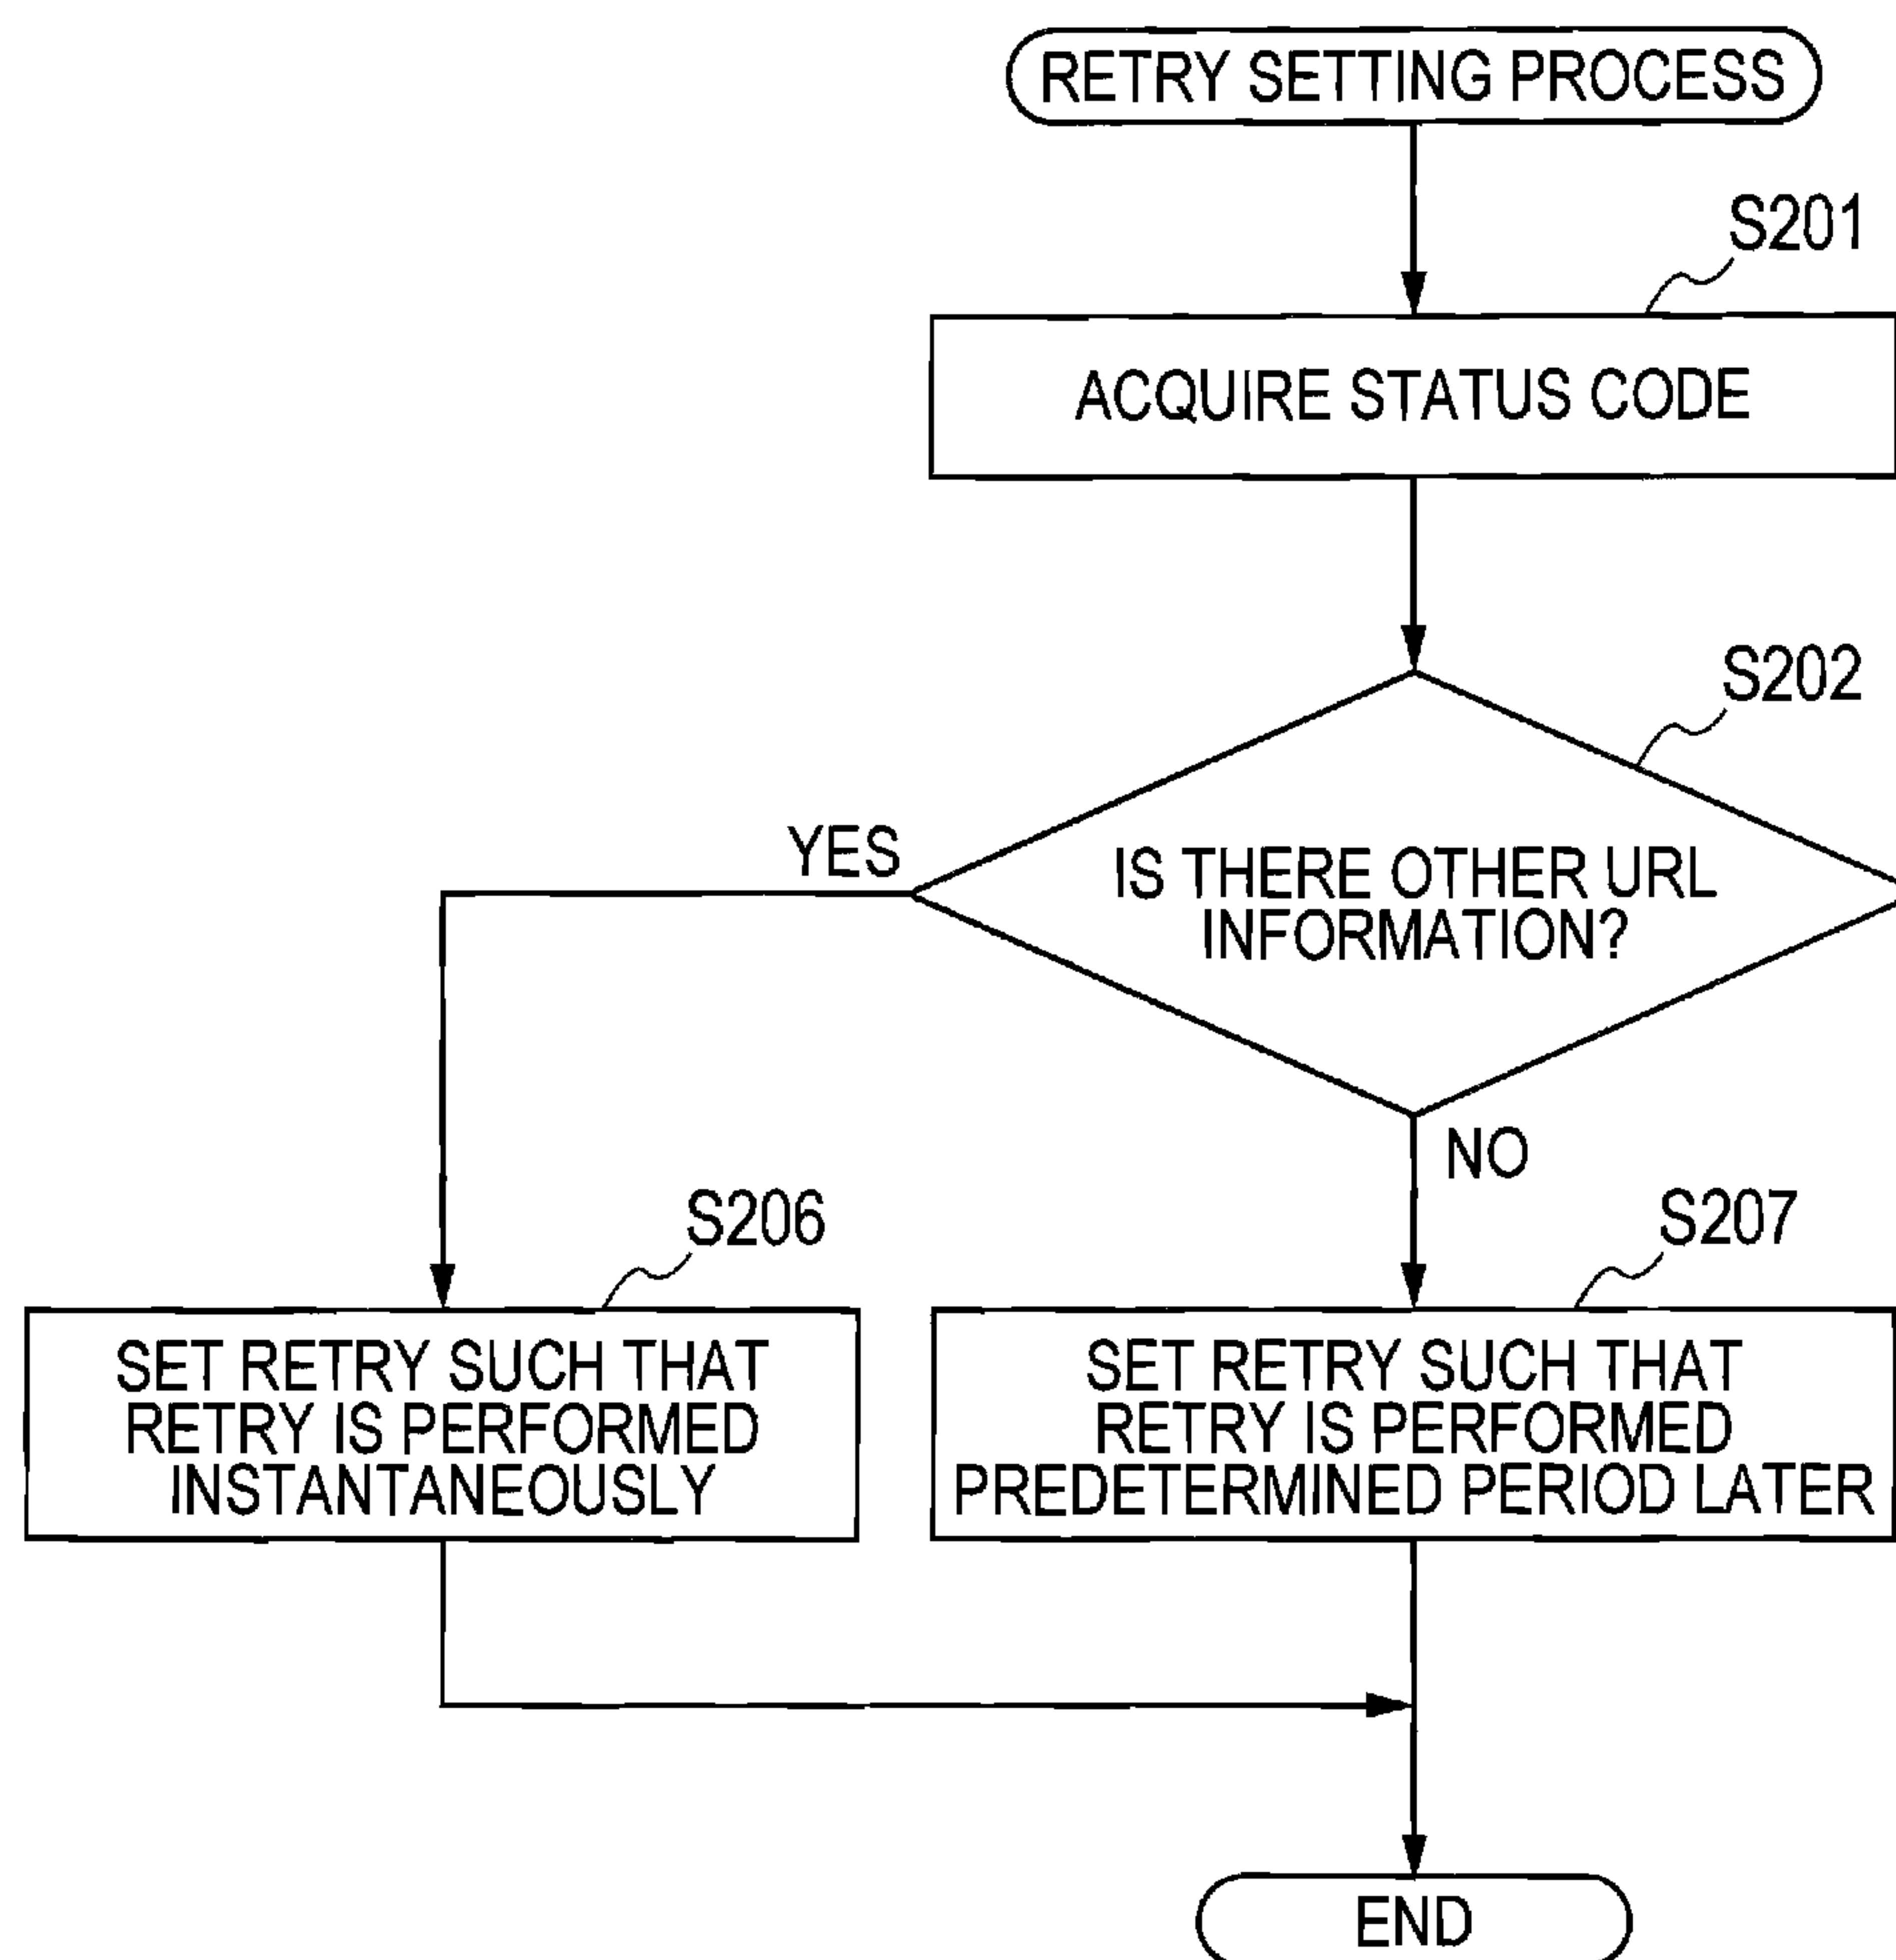 RETRY SETTING PROCESS
S201
ACQUIRE STATUS CODE
S202
YES
IS THERE OTHER URL
INFORMATION?
NO
S206
S207
SET RETRY SUCH THAT
RETRY IS PERFORMED
INSTANTANEOUSLY
SET RETRY SUCH THAT
RETRY IS PERFORMED
PREDETERMINED PERIOD LATER
END